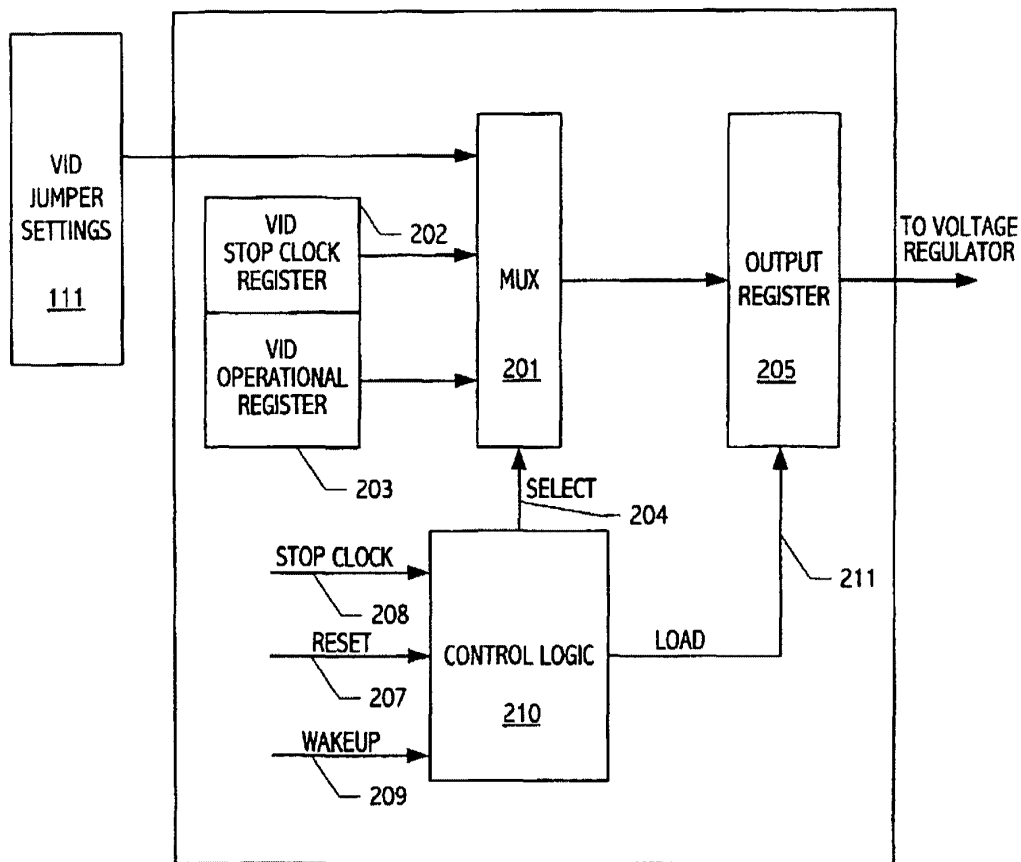 VID
JUMPER
SETTINGS
111
VID
STOP CLOCK
REGISTER
202
VID
OPERATIONAL
REGISTER
203
MUX
201
OUTPUT
REGISTER
205
TO VOLTAGE
REGULATOR
SELECT
204
STOP CLOCK
208
RESET
207
WAKEUP
209
CONTROL LOGIC
210
LOAD
211